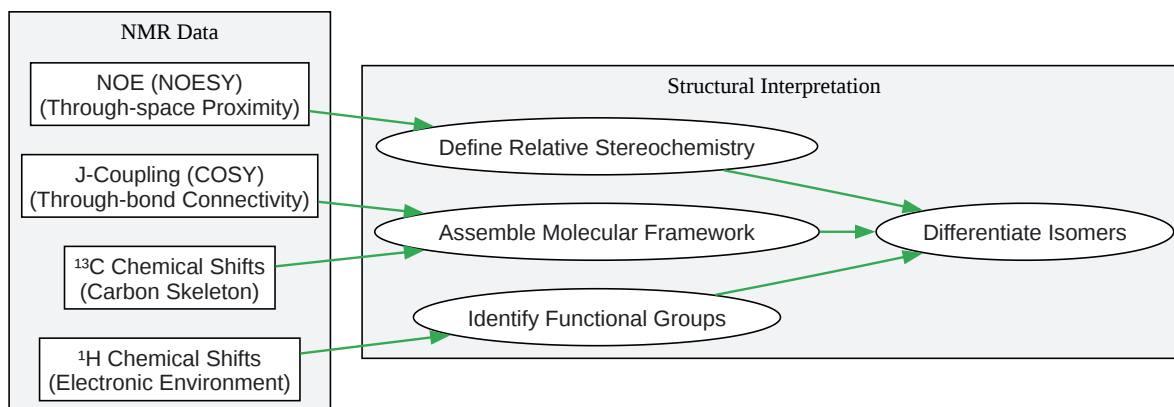 NMR Data
NOE (NOESY)
(Through-space Proximity)
J-Coupling (COSY)
(Through-bond Connectivity)
¹³C Chemical Shifts
(Carbon Skeleton)
¹H Chemical Shifts
(Electronic Environment)
Structural Interpretation
Define Relative Stereochemistry
Assemble Molecular Framework
Identify Functional Groups
Differentiate Isomers